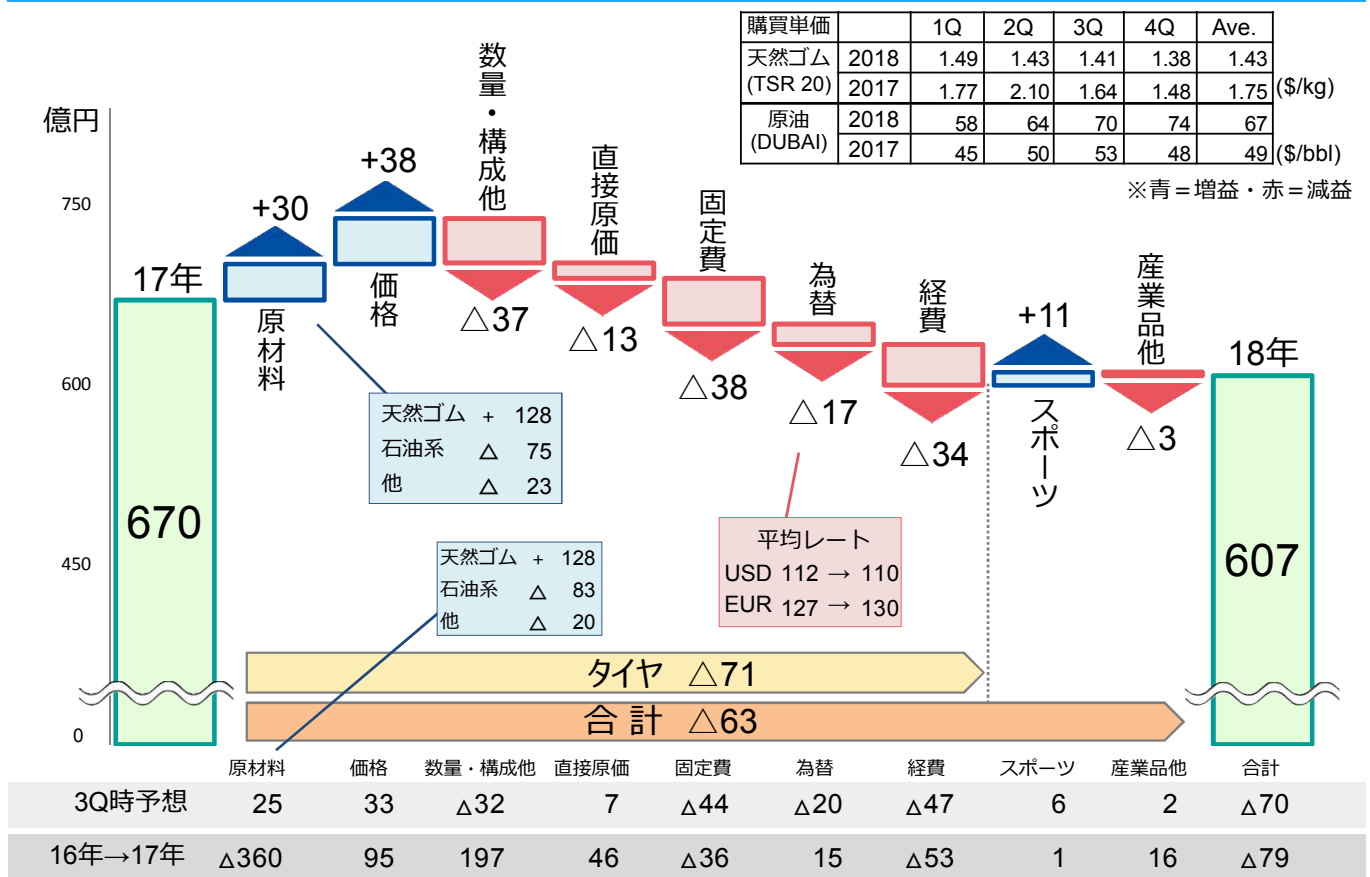 購買単価 1Q 2Q 3Q 4Q Ave.
天然ゴム (TSR 20) 2018 1.49 1.43 1.41 1.38 1.43
2017 1.77 2.10 1.64 1.48 1.75 ($/kg)
原油 (DUBAI) 2018 58 64 70 74 67
2017 45 50 53 48 49 ($/bbl)
※青＝増益・赤＝減益
億円
750
600
450
0
17年
670
+30
原材料
+38
価格
数量・構成他
△37
直接原価
△13
固定費
△38
為替
△17
経費
△34
+11
スポーツ
産業品他
△3
18年
607
天然ゴム + 128
石油系 △ 75
他 △ 23
天然ゴム + 128
石油系 △ 83
他 △ 20
平均レート
USD 112 → 110
EUR 127 → 130
タイヤ △71
合計 △63
原材料 価格 数量・構成他 直接原価 固定費 為替 経費 スポーツ 産業品他 合計
3Q時予想 25 33 △32 7 △44 △20 △47 6 2 △70
16年→17年 △360 95 197 46 △36 15 △53 1 16 △79